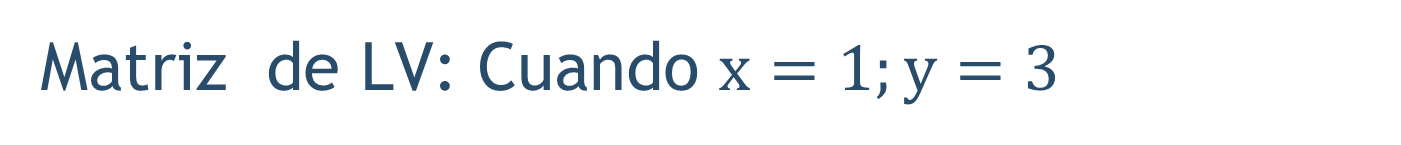 Matriz  de LV: Cuando x = 1; y = 3